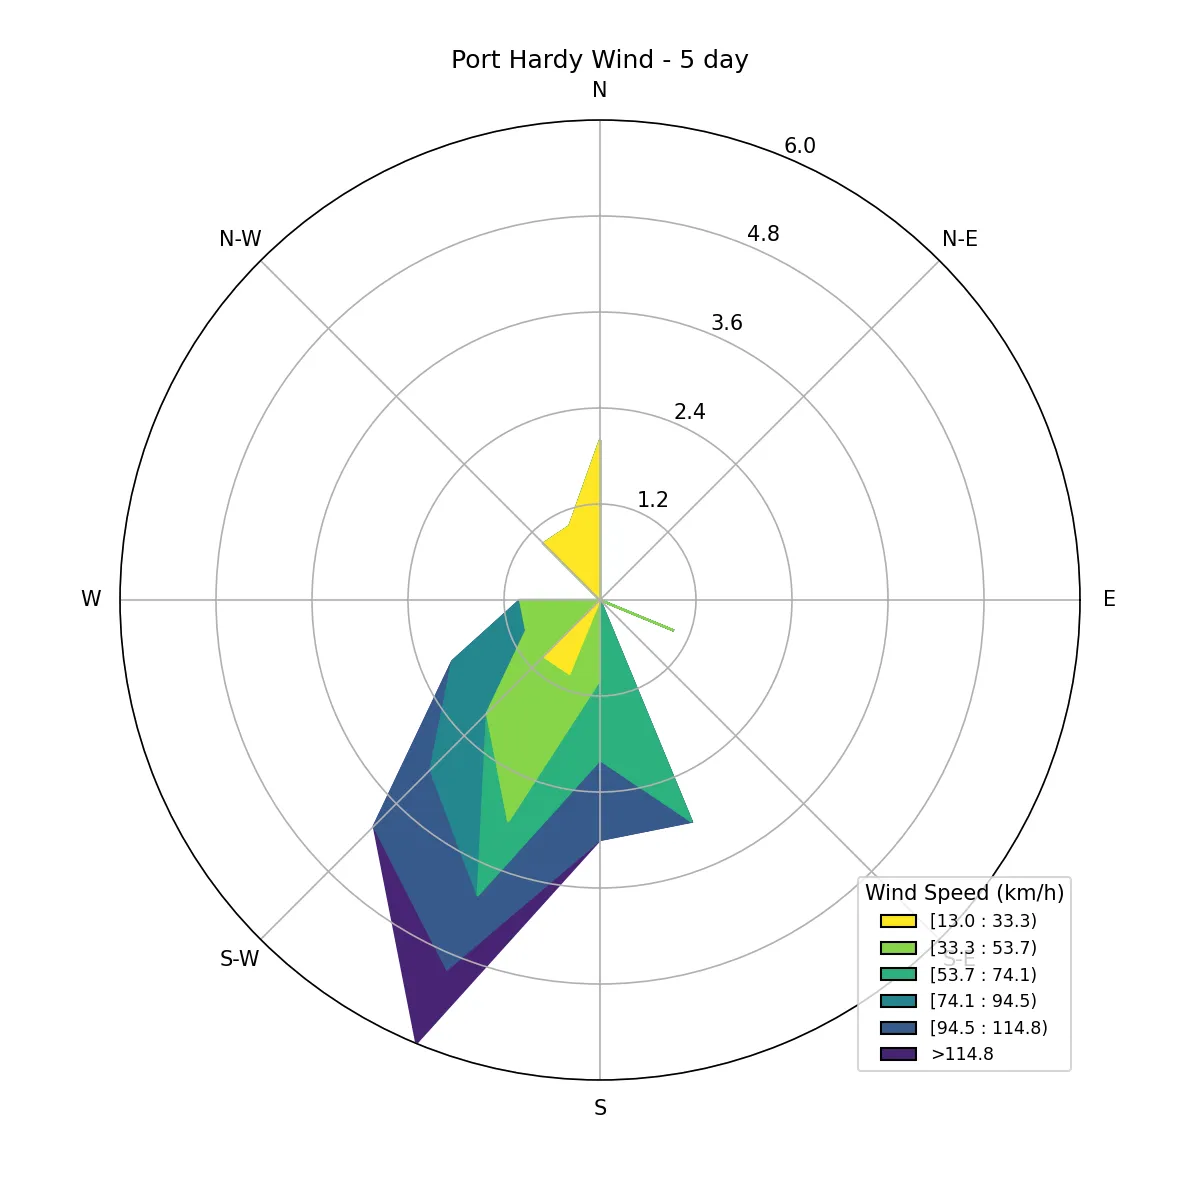 Port Hardy Wind - 5 day
N
6.0
N-W
4.8
N-E
3.6
2.4
1.2
W
E
S-W
S-E
S
Wind Speed (km/h)
[13.0 : 33.3)
[33.3 : 53.7)
[53.7 : 74.1)
[74.1 : 94.5)
[94.5 : 114.8)
>114.8